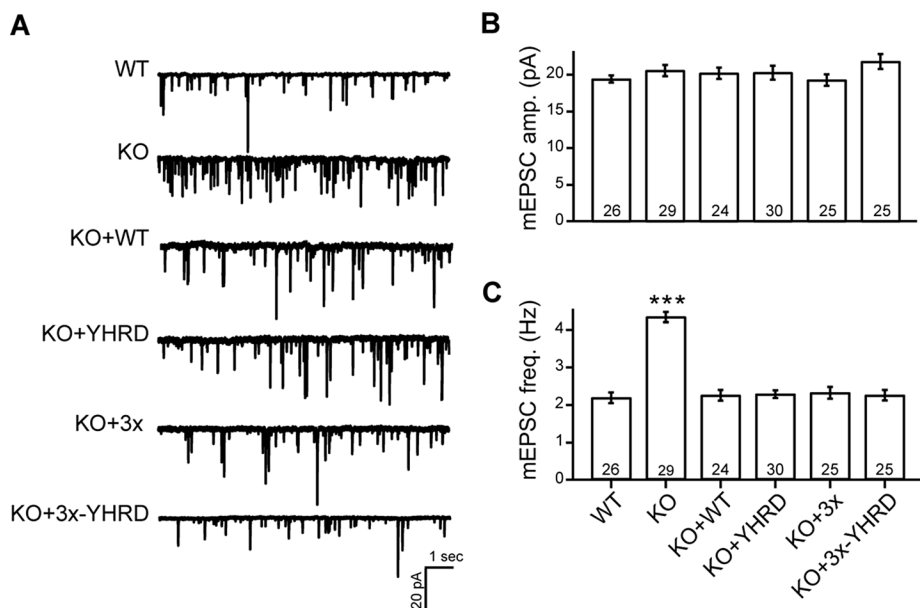 A
WT
KO
KO+WT
KO+YHRD
KO+3x
KO+3x-YHRD
1 sec
20 pA
B
mEPSC amp. (pA)
20
15
10
5
0
26 29 24 30 25 25
C
mEPSC freq. (Hz)
***
4
2
1
0
26 29 24 30 25 25
WT
KO
KO+WT
KO+YHRD
KO+3x
KO+3x-YHRD